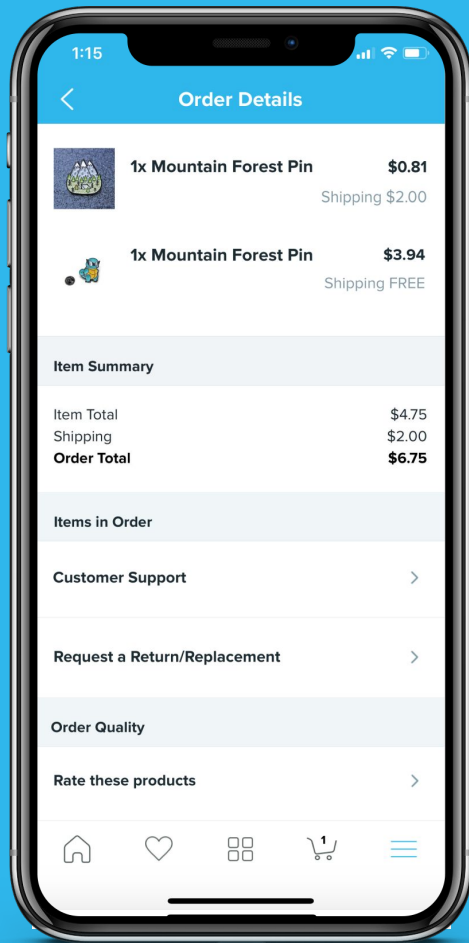 1:15
Order Details
1x Mountain Forest Pin $0.81
Shipping $2.00
1x Mountain Forest Pin $3.94
Shipping FREE
Item Summary
Item Total $4.75
Shipping $2.00
Order Total $6.75
Items in Order
Customer Support
Request a Return/Replacement
Order Quality
Rate these products
1